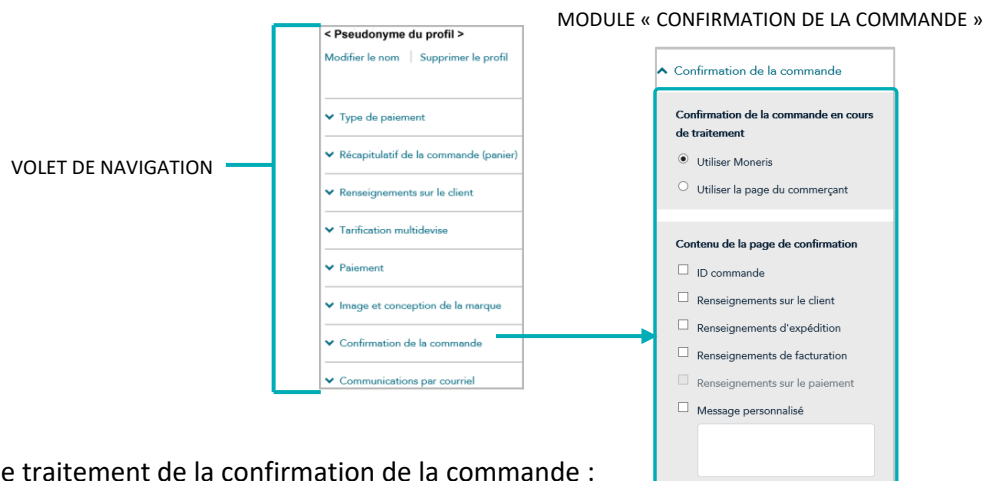 MODULE « CONFIRMATION DE LA COMMANDE »
< Pseudonyme du profil >
Modifier le nom | Supprimer le profil
Type de paiement
Récapitulatif de la commande (panier)
Renseignements sur le client
Tarification multidevise
Paiement
Image et conception de la marque
Confirmation de la commande
Communications par courriel
VOLET DE NAVIGATION
Confirmation de la commande
Confirmation de la commande en cours
de traitement
Utiliser Moneris
Utiliser la page du commerçant
Contenu de la page de confirmation
ID commande
Renseignements sur le client
Renseignements d'expédition
Renseignements de facturation
Renseignements sur le paiement
Message personnalisé
e traitement de la confirmation de la commande :